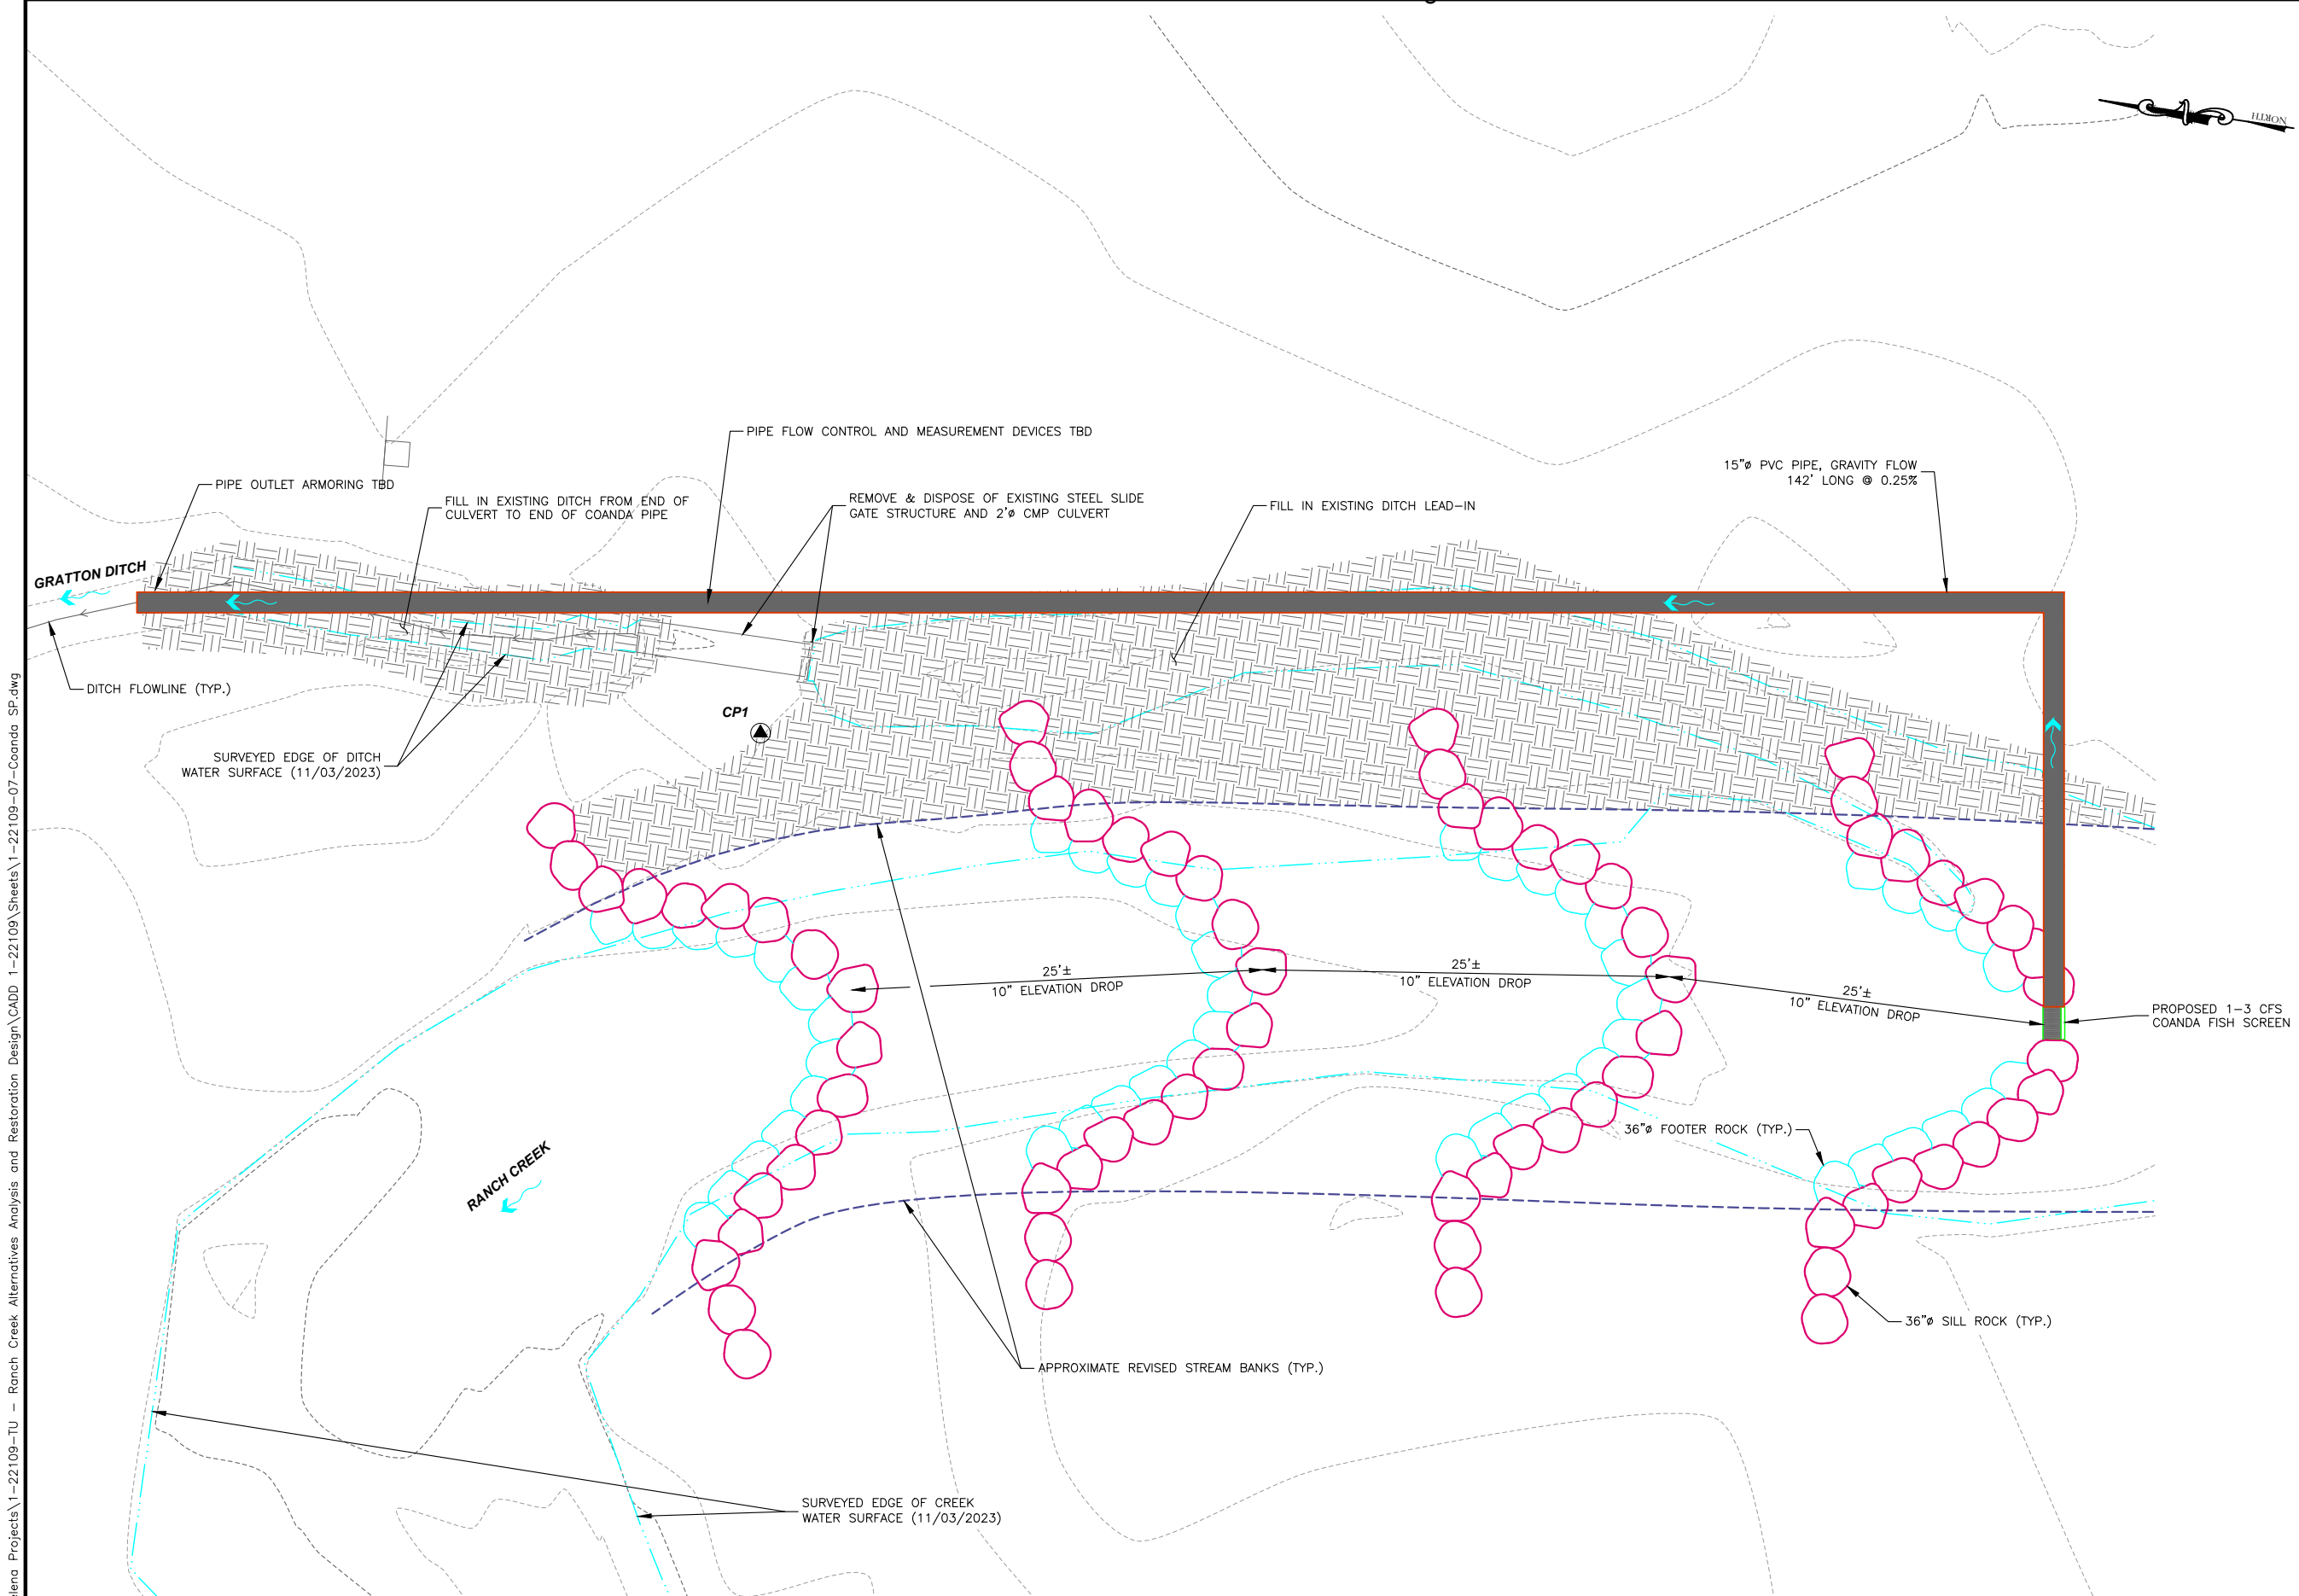 NORTH
PIPE FLOW CONTROL AND MEASUREMENT DEVICES TBD
15"ø PVC PIPE, GRAVITY FLOW
142' LONG @ 0.25%
PIPE OUTLET ARMORING TBD
FILL IN EXISTING DITCH FROM END OF
CULVERT TO END OF COANDA PIPE
REMOVE & DISPOSE OF EXISTING STEEL SLIDE
GATE STRUCTURE AND 2'ø CMP CULVERT
FILL IN EXISTING DITCH LEAD-IN
GRATTON DITCH
DITCH FLOWLINE (TYP.)
CP1
SURVEYED EDGE OF DITCH
WATER SURFACE (11/03/2023)
25'±
10" ELEVATION DROP
25'±
10" ELEVATION DROP
25'±
10" ELEVATION DROP
PROPOSED 1-3 CFS
COANDA FISH SCREEN
36"ø FOOTER ROCK (TYP.)
RANCH CREEK
36"ø SILL ROCK (TYP.)
APPROXIMATE REVISED STREAM BANKS (TYP.)
SURVEYED EDGE OF CREEK
WATER SURFACE (11/03/2023)
elena Projects\1-22109-TU - Ranch Creek Alternatives Analysis and Restoration Design\CADD 1-22109\Sheets\1-22109-07-Coanda SP.dwg